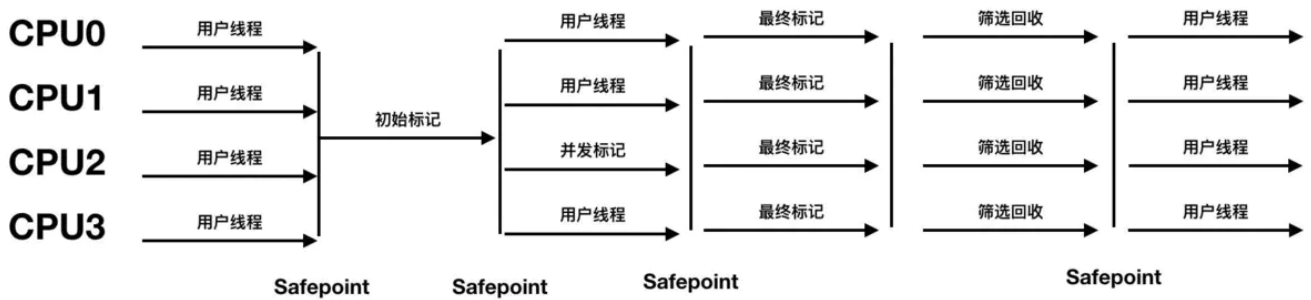 CPU0 用户线程 用户线程 最终标记 筛选回收 用户线程
CPU1 用户线程 用户线程 最终标记 筛选回收 用户线程
初始标记
CPU2 用户线程 并发标记 最终标记 筛选回收 用户线程
CPU3 用户线程 用户线程 最终标记 筛选回收 用户线程
Safepoint Safepoint Safepoint Safepoint